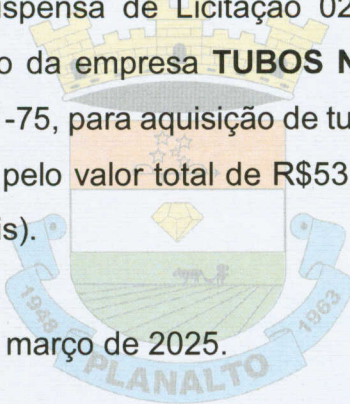 spensa de Licitação 02
o da empresa TUBOS N
-75, para aquisição de tu
pelo valor total de R$53
is).
março de 2025.
1948 PLANALTO 1963